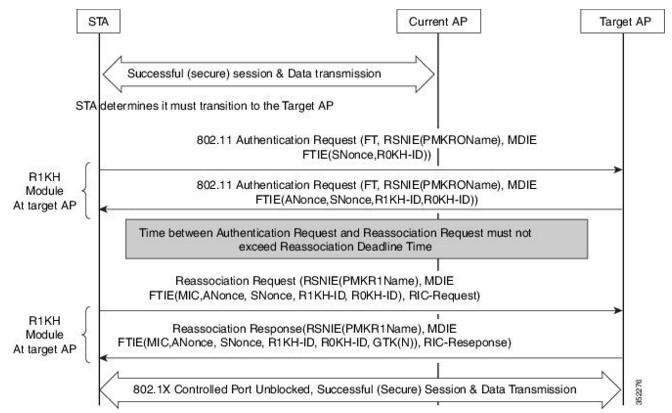 STA
Current AP
Target AP
Successful (secure) session & Data transmission
STA determines it must transition to the Target AP
802.11 Authentication Request (FT, RSNIE(PMKROName), MDIE
FTIE(SNonce,R0KH-ID))
R1KH
Module
At target AP
802.11 Authentication Request (FT, RSNIE(PMKROName), MDIE
FTIE(ANonce,SNonce,R1KH-ID,R0KH-ID))
Time between Authentication Request and Reassociation Request must not
exceed Reassociation Deadline Time
Reassociation Request (RSNIE(PMKR1Name), MDIE
FTIE(MIC,ANonce, SNonce, R1KH-ID, R0KH-ID), RIC-Request)
R1KH
Module
At target AP
Reassociation Response(RSNIE(PMKR1Name), MDIE
FTIE(MIC,ANonce, SNonce, R1KH-ID, R0KH-ID, GTK(N)), RIC-Reseponse)
802.1X Controlled Port Unblocked, Successful (Secure) Session & Data Transmission
352276